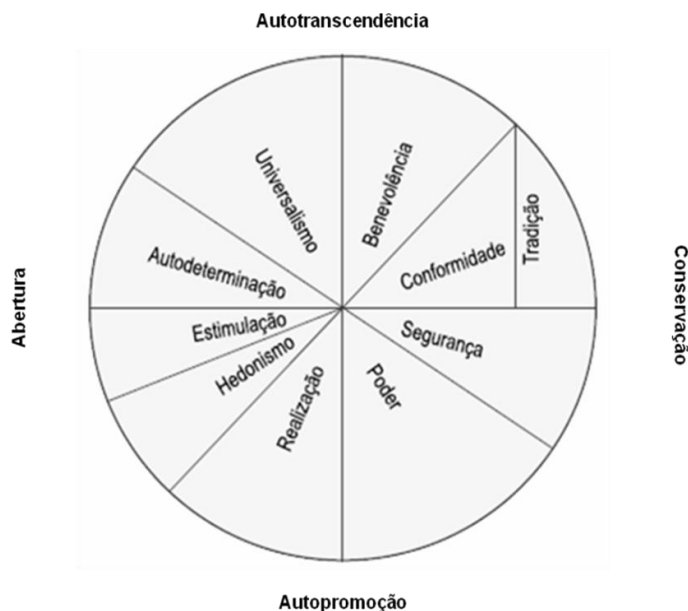 Autotranscendência
Universalismo
Benevolência
Tradição
Conformidade
Autodeterminação
Abertura
Conservação
Estimulação
Segurança
Hedonismo
Poder
Realização
Autopromoção